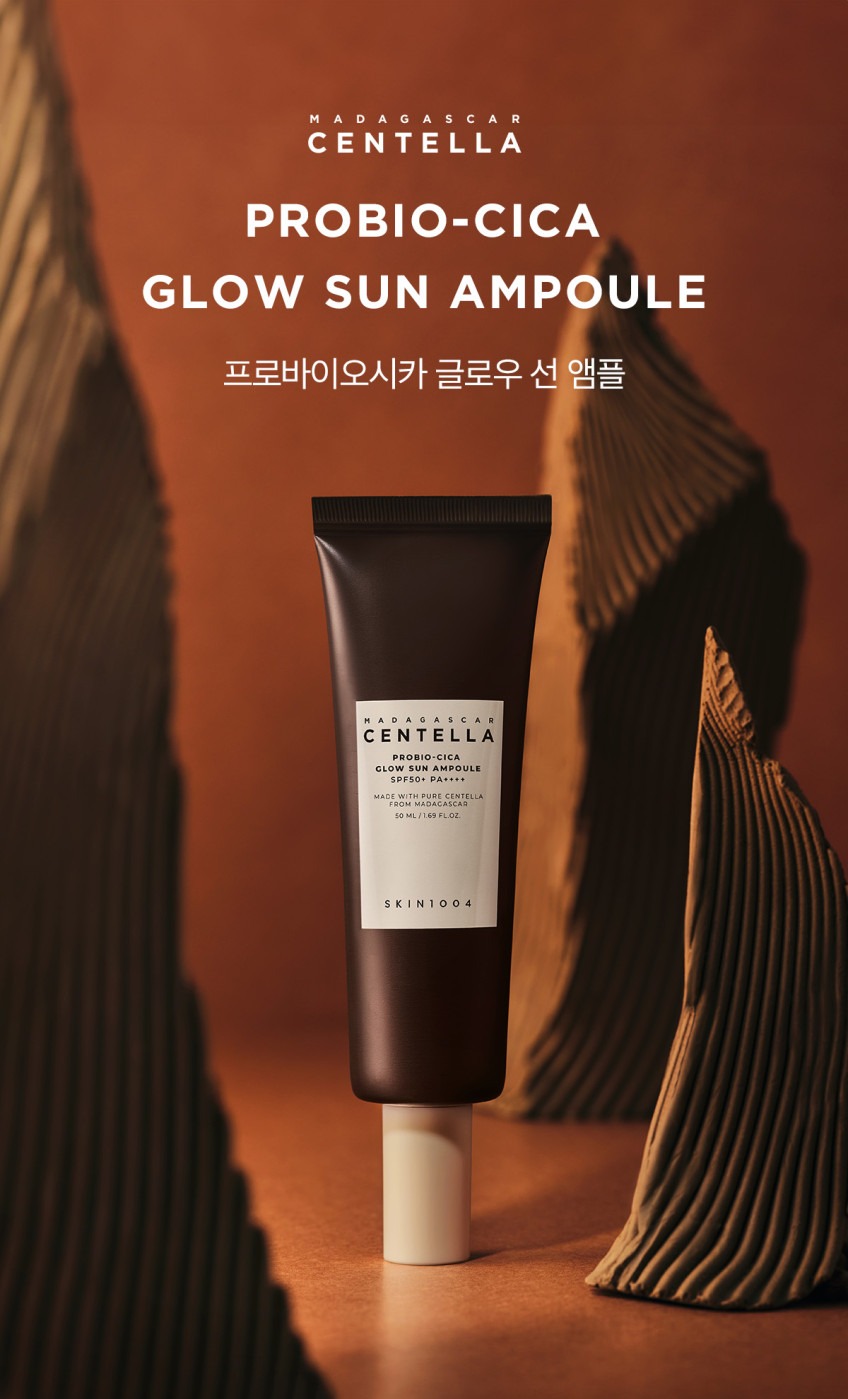 MADAGASCAR
CENTELLA
PROBIO-CICA
GLOW SUN AMPOULE
프로바이오시카 글로우 선 앰플
MADAGASCAR
CENTELLA
PROBIO-CICA
GLOW SUN AMPOULE
SPF50+ PA++++
MADE WITH PURE CENTELLA
FROM MADAGASCAR
50 ML / 1.69 FL.OZ.
SKIN1004